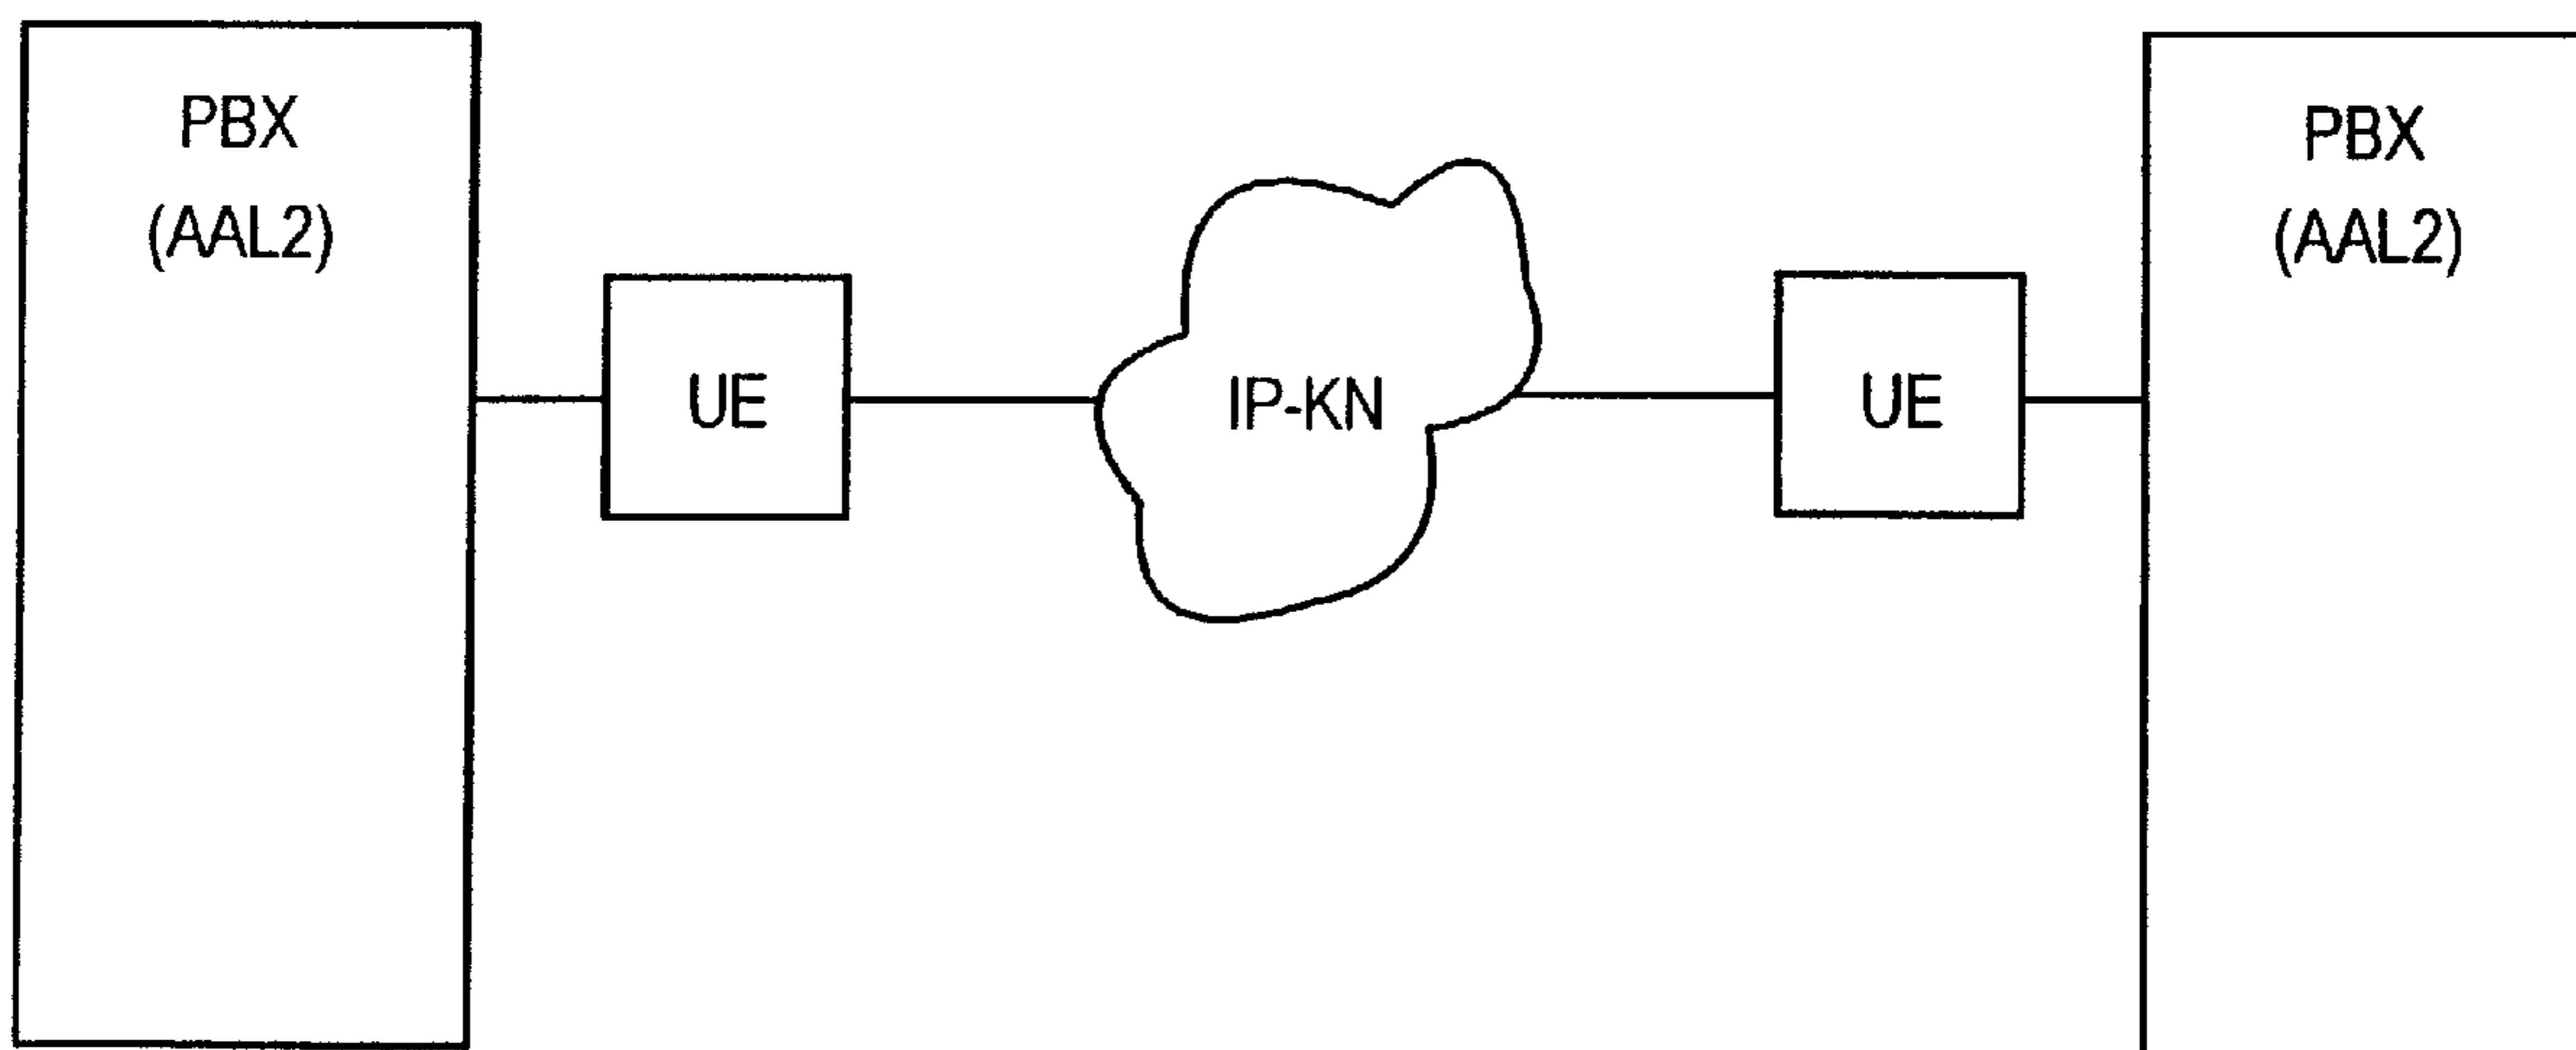 PBX
(AAL2)
UE
IP-KN
UE
PBX
(AAL2)